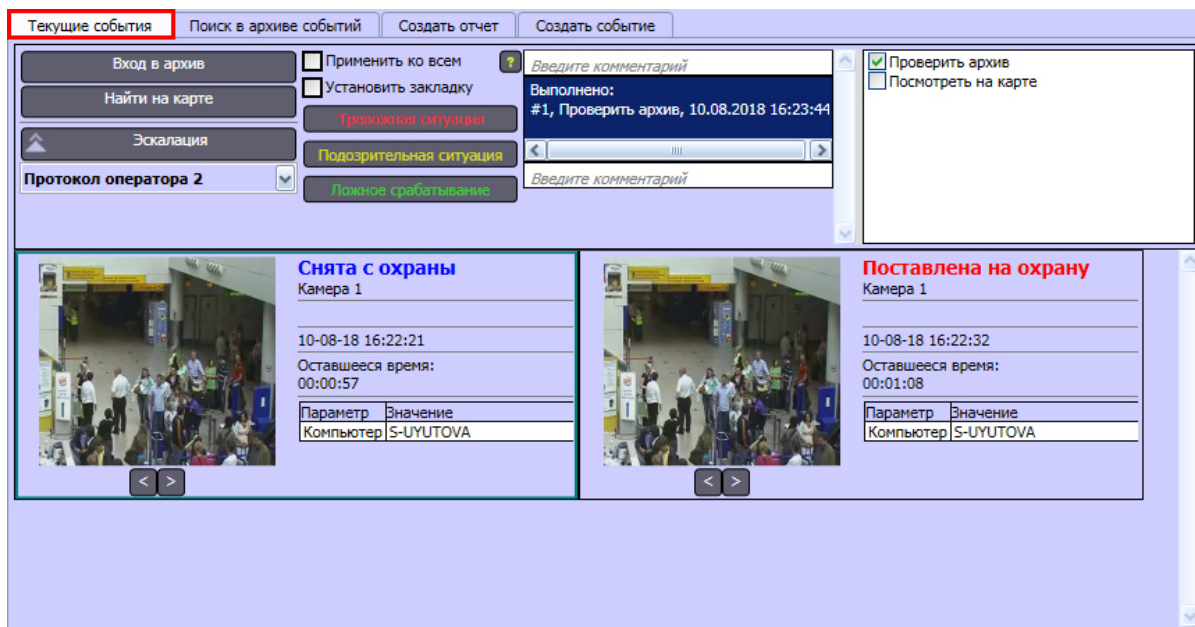 Текущие события
Поиск в архиве событий
Создать отчет
Создать событие
Вход в архив
Найти на карте
Эскалация
Протокол оператора 2
Применить ко всем
?
Установить закладку
Тревожная ситуация
Подозрительная ситуация
Ложное срабатывание
Введите комментарий
Выполнено:
#1, Проверить архив, 10.08.2018 16:23:44
Введите комментарий
Проверить архив
Посмотреть на карте
Снята с охраны
Камера 1
10-08-18 16:22:21
Оставшееся время:
00:00:57
Параметр Значение
Компьютер S-UYUTOVA
< >
Поставлена на охрану
Камера 1
10-08-18 16:22:32
Оставшееся время:
00:01:08
Параметр Значение
Компьютер S-UYUTOVA
< >